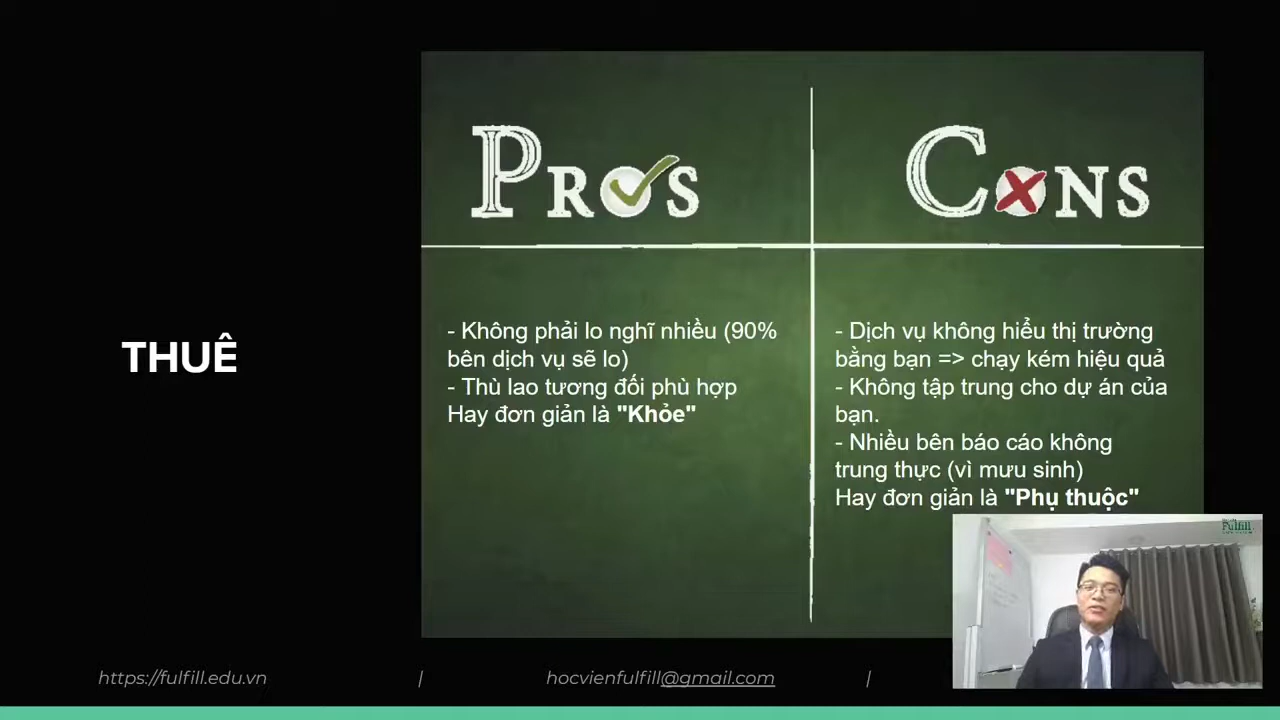 PROS
CONS
THUÊ
- Không phải lo nghĩ nhiều (90%
bên dịch vụ sẽ lo)
- Thù lao tương đối phù hợp
Hay đơn giản là "Khỏe"
- Dịch vụ không hiểu thị trường
bằng bạn => chạy kém hiệu quả
- Không tập trung cho dự án của
bạn.
- Nhiều bên báo cáo không
trung thực (vì mưu sinh)
Hay đơn giản là "Phụ thuộc"
Fulfill
https://fulfill.edu.vn | hocvienfulfill@gmail.com |